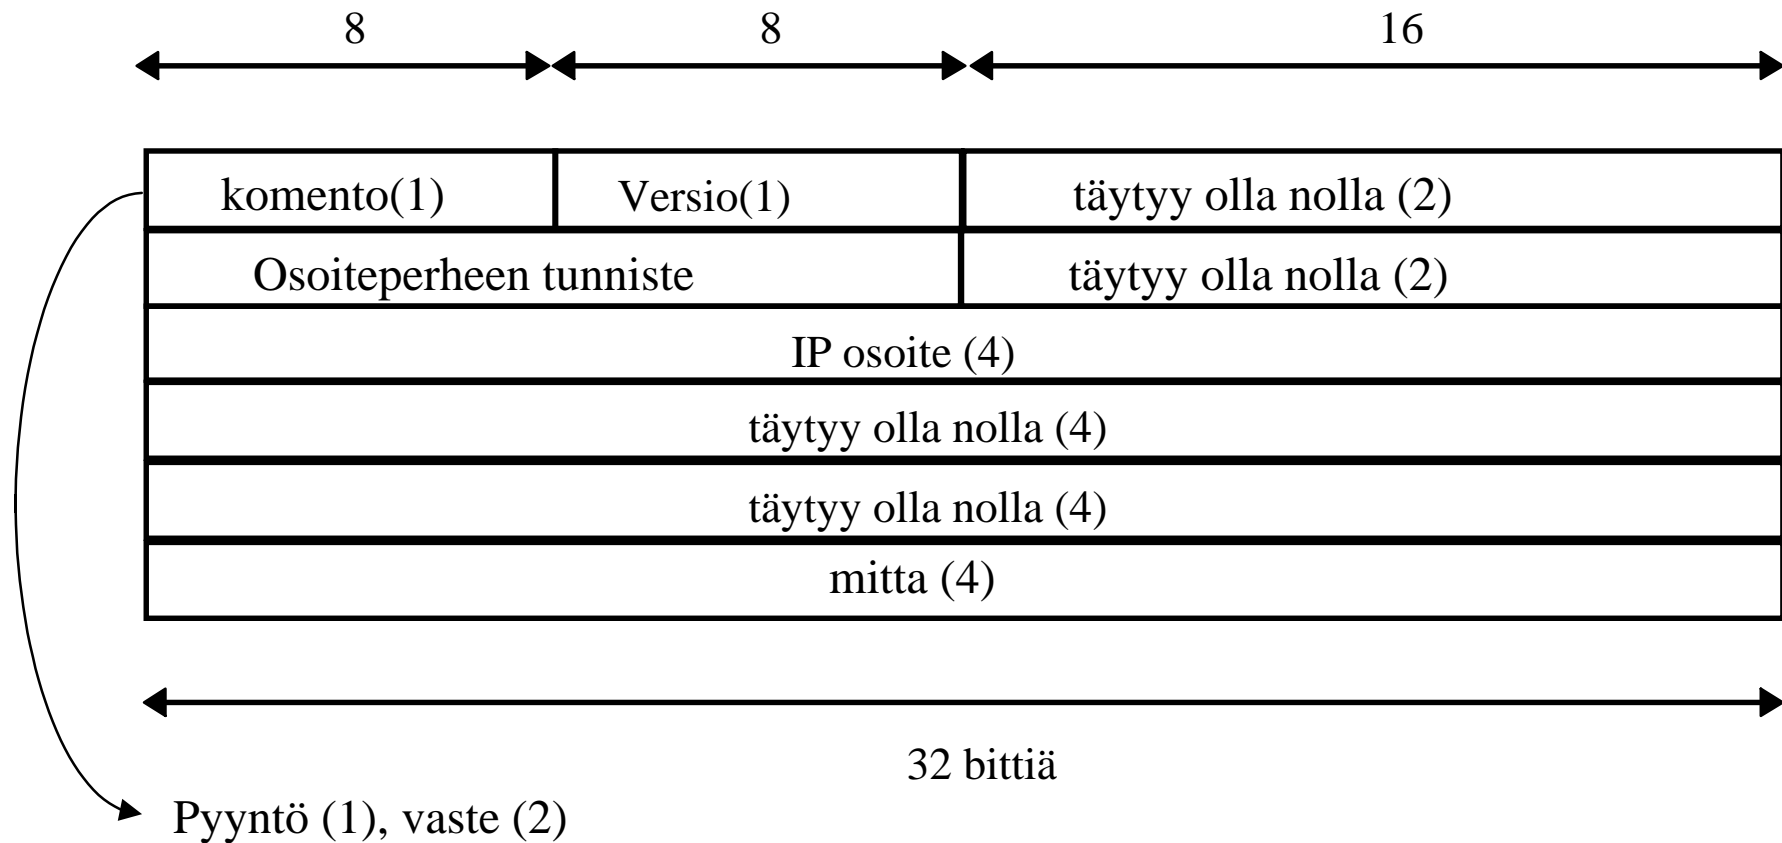 8 8 16
komento(1) Versio(1) täytyy olla nolla (2)
Osoiteperheen tunniste täytyy olla nolla (2)
IP osoite (4)
täytyy olla nolla (4)
täytyy olla nolla (4)
mitta (4)
32 bittiä
Pyyntö (1), vaste (2)